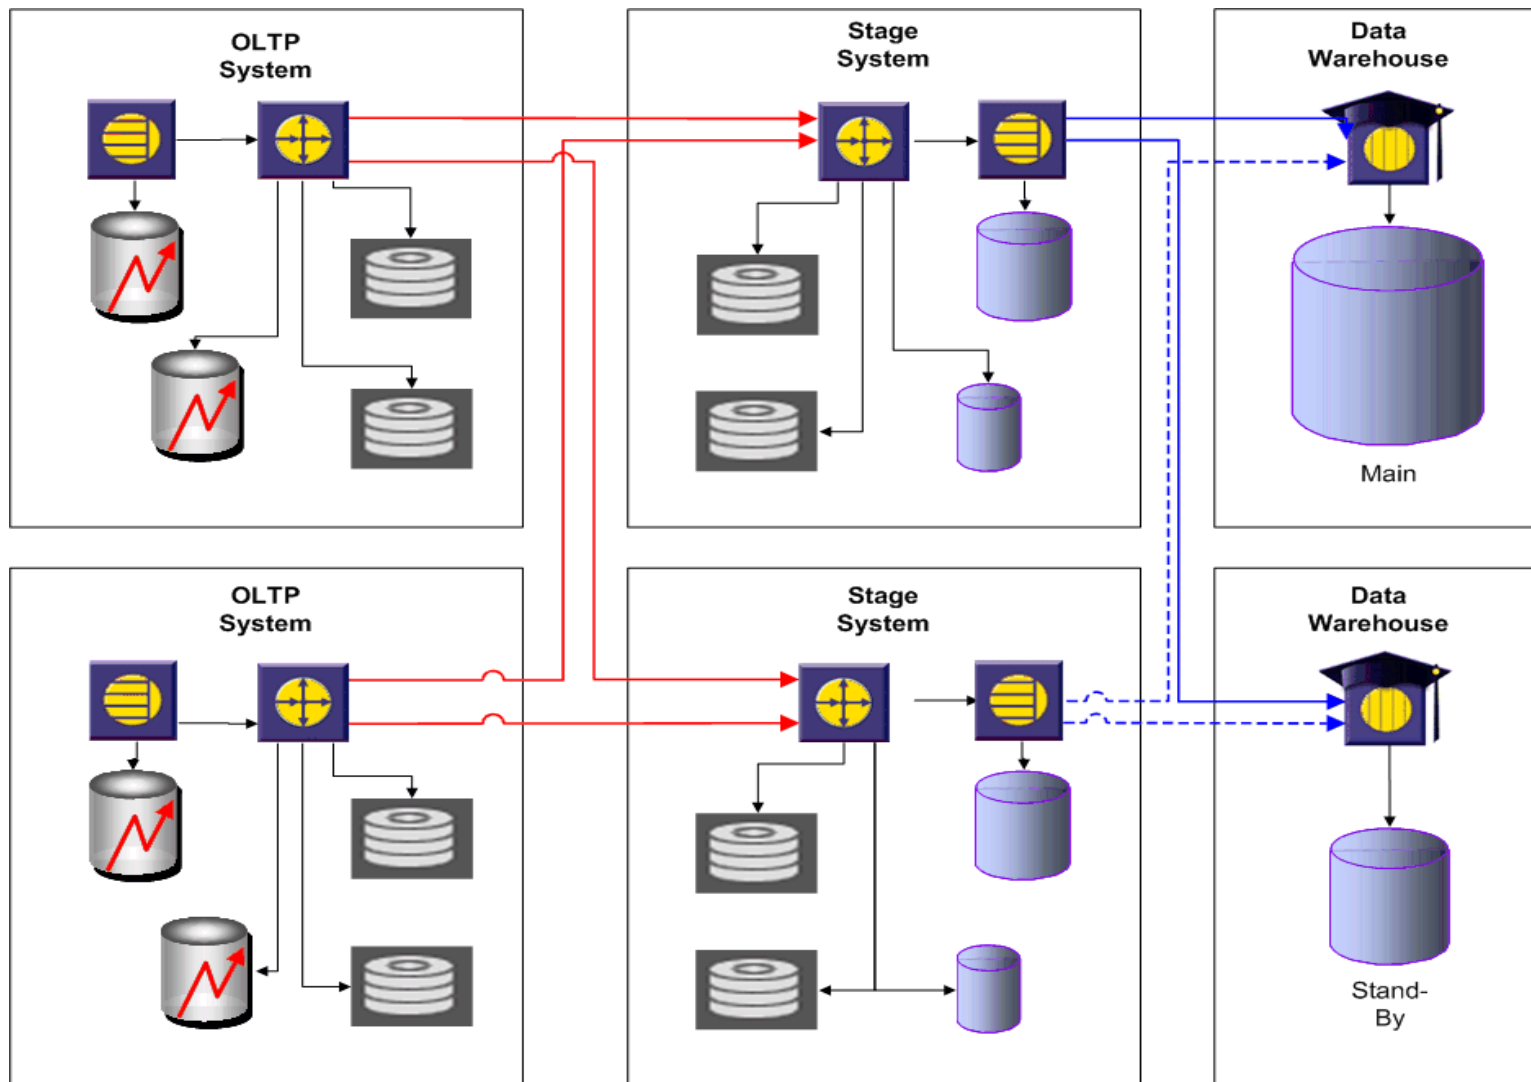 OLTP
System
Stage
System
Data
Warehouse
Main
OLTP
System
Stage
System
Data
Warehouse
Stand-
By